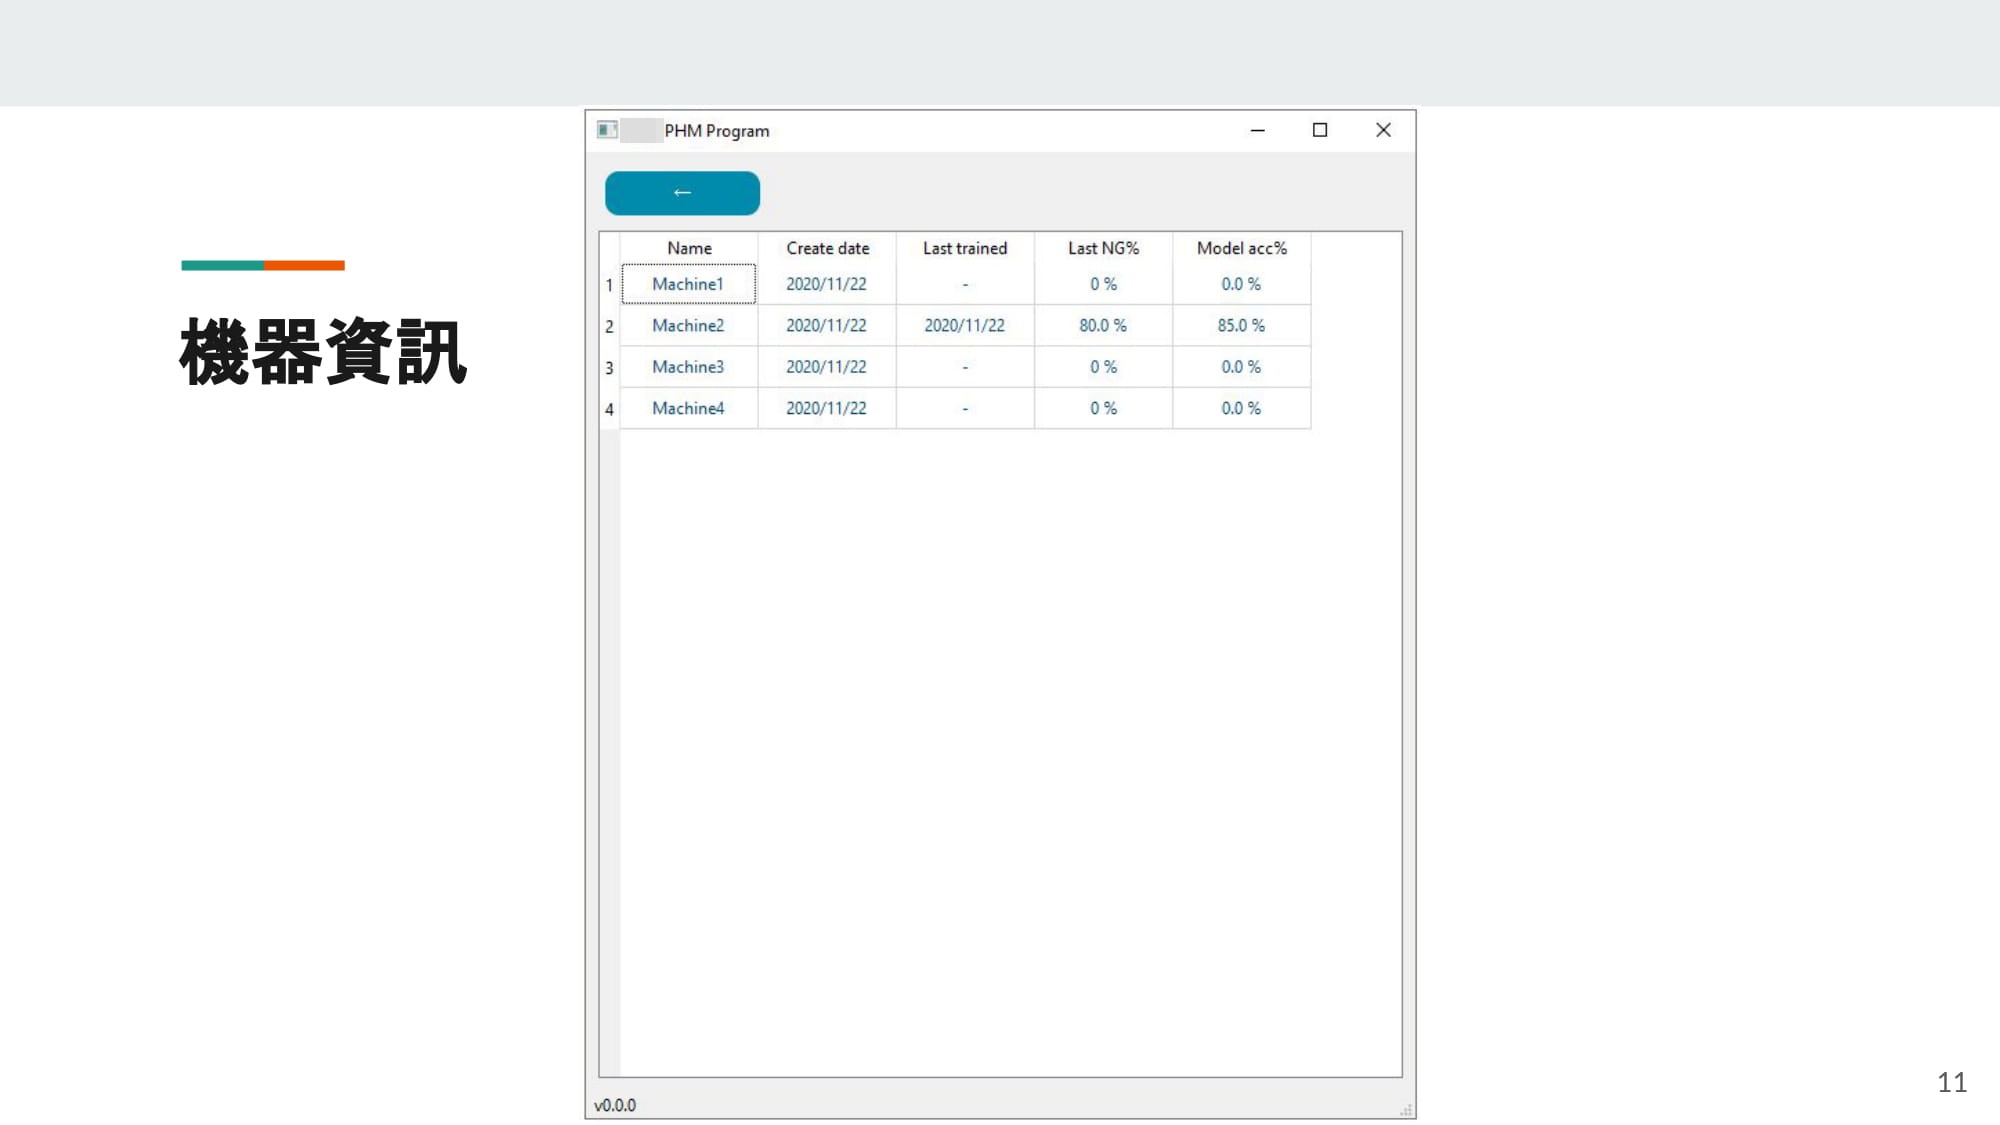 PHM Program
←
機器資訊
Name Create date Last trained Last NG% Model acc%
1 Machine1 2020/11/22 - 0 % 0.0 %
2 Machine2 2020/11/22 2020/11/22 80.0 % 85.0 %
3 Machine3 2020/11/22 - 0 % 0.0 %
4 Machine4 2020/11/22 - 0 % 0.0 %
v0.0.0
11